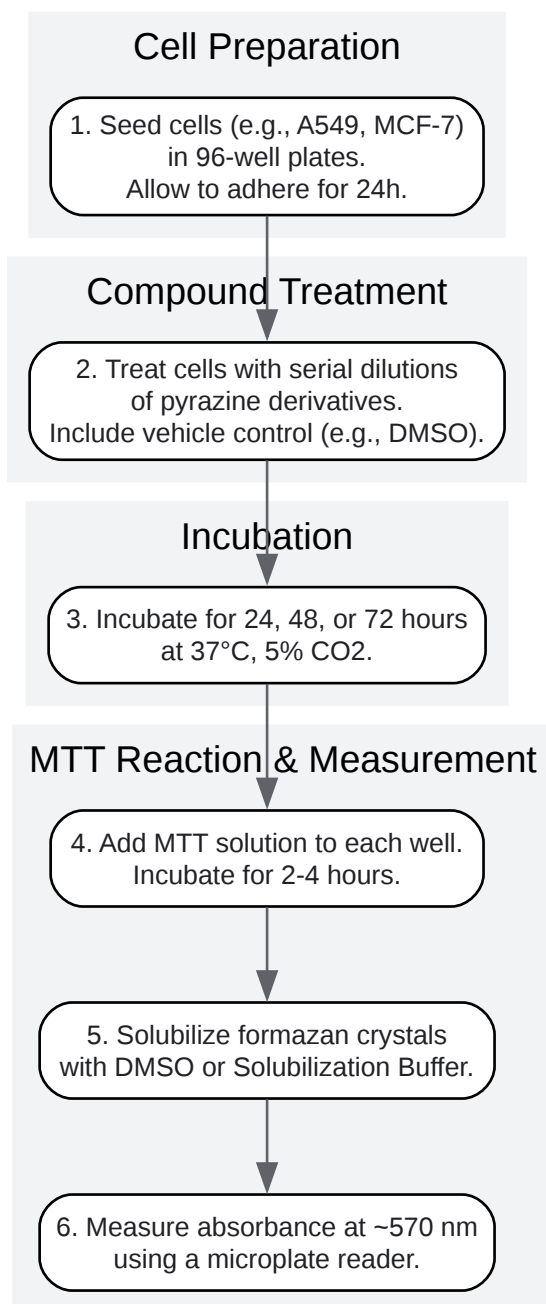 Cell Preparation
1. Seed cells (e.g., A549, MCF-7)
in 96-well plates.
Allow to adhere for 24h.
Compound Treatment
2. Treat cells with serial dilutions
of pyrazine derivatives.
Include vehicle control (e.g., DMSO).
Incubation
3. Incubate for 24, 48, or 72 hours
at 37°C, 5% CO2.
MTT Reaction & Measurement
4. Add MTT solution to each well.
Incubate for 2-4 hours.
5. Solubilize formazan crystals
with DMSO or Solubilization Buffer.
6. Measure absorbance at ~570 nm
using a microplate reader.